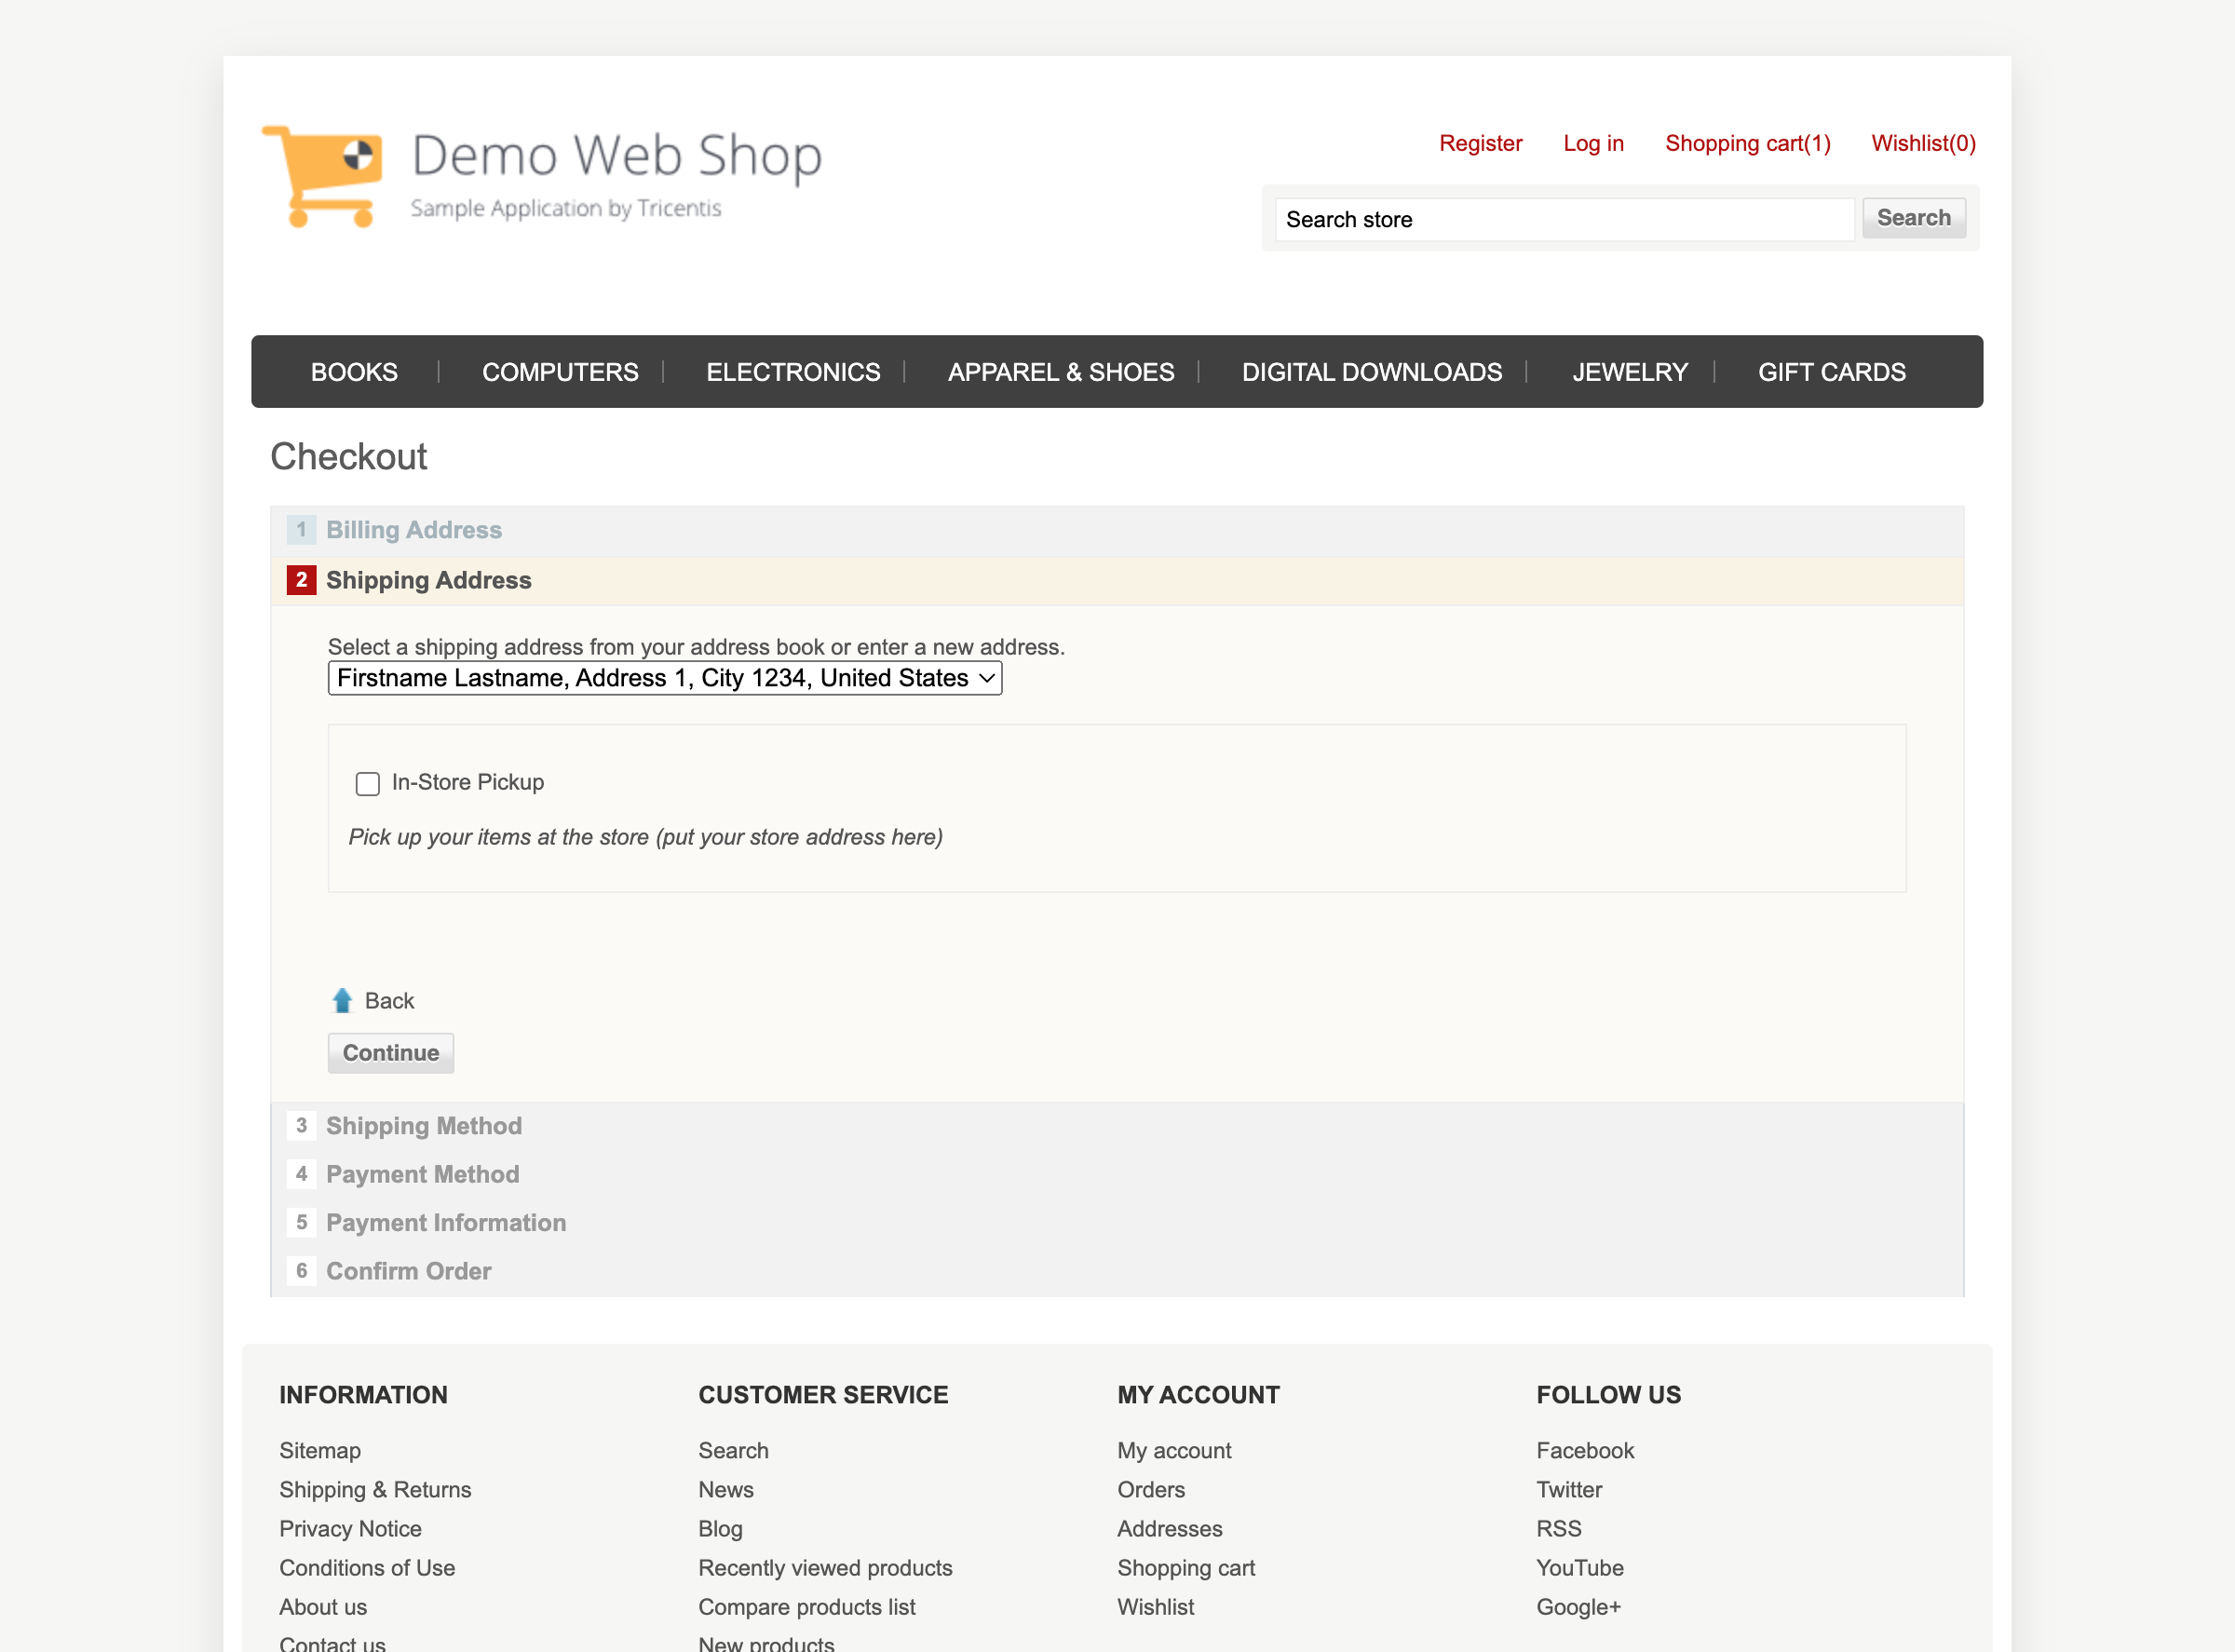 Demo Web Shop
Sample Application by Tricentis
Register Log in Shopping cart(1) Wishlist(0)
Search store Search
BOOKS COMPUTERS ELECTRONICS APPAREL & SHOES DIGITAL DOWNLOADS JEWELRY GIFT CARDS
Checkout
1 Billing Address
2 Shipping Address
Select a shipping address from your address book or enter a new address.
Firstname Lastname, Address 1, City 1234, United States
In-Store Pickup
Pick up your items at the store (put your store address here)
Back
Continue
3 Shipping Method
4 Payment Method
5 Payment Information
6 Confirm Order
INFORMATION
Sitemap
Shipping & Returns
Privacy Notice
Conditions of Use
About us
Contact us
CUSTOMER SERVICE
Search
News
Blog
Recently viewed products
Compare products list
New products
MY ACCOUNT
My account
Orders
Addresses
Shopping cart
Wishlist
FOLLOW US
Facebook
Twitter
RSS
YouTube
Google+